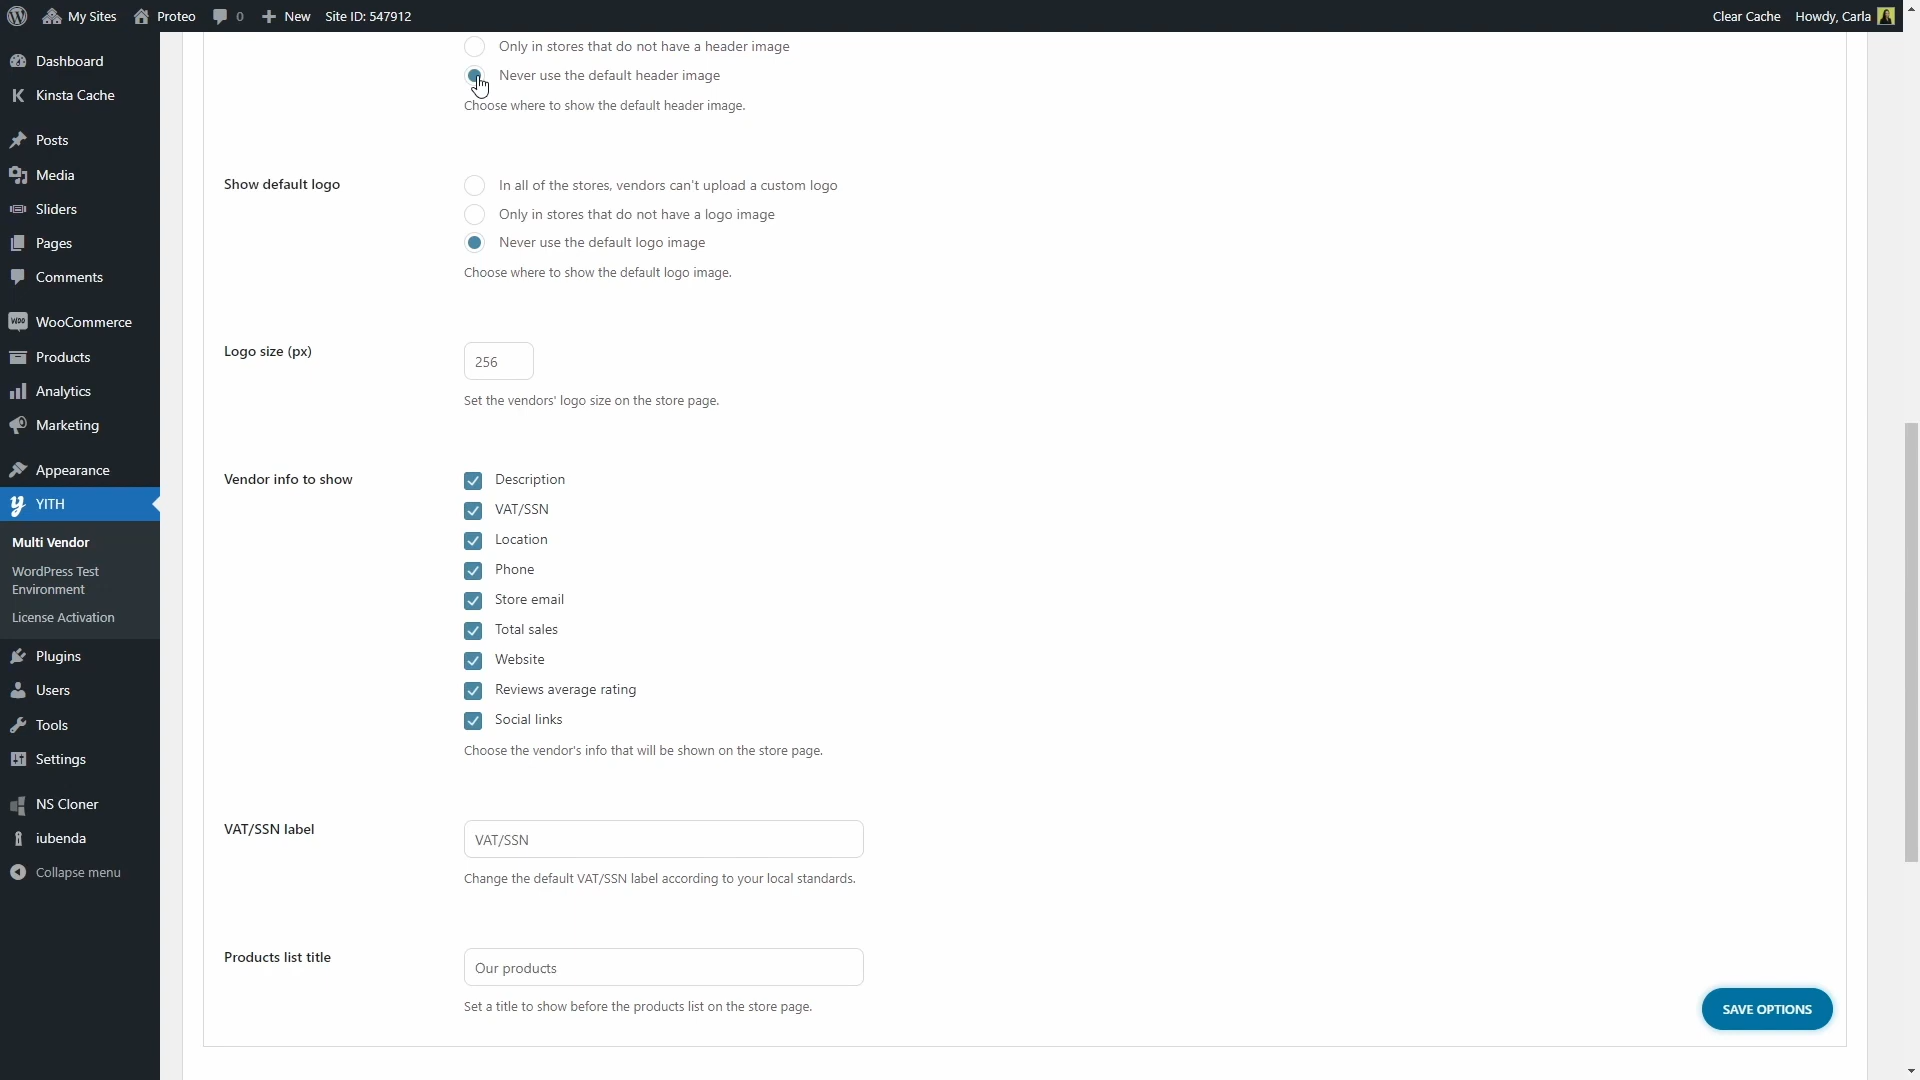 My Sites
Proteo
0
New
Site ID: 547912
Clear Cache
Howdy, Carla
Dashboard
Kinsta Cache
Posts
Media
Sliders
Pages
Comments
WooCommerce
Products
Analytics
Marketing
Appearance
YITH
Multi Vendor
WordPress Test
Environment
License Activation
Plugins
Users
Tools
Settings
NS Cloner
iubenda
Collapse menu
Only in stores that do not have a header image
Never use the default header image
Choose where to show the default header image.
Show default logo
In all of the stores, vendors can't upload a custom logo
Only in stores that do not have a logo image
Never use the default logo image
Choose where to show the default logo image.
Logo size (px)
256
Set the vendors' logo size on the store page.
Vendor info to show
Description
VAT/SSN
Location
Phone
Store email
Total sales
Website
Reviews average rating
Social links
Choose the vendor's info that will be shown on the store page.
VAT/SSN label
VAT/SSN
Change the default VAT/SSN label according to your local standards.
Products list title
Our products
Set a title to show before the products list on the store page.
SAVE OPTIONS